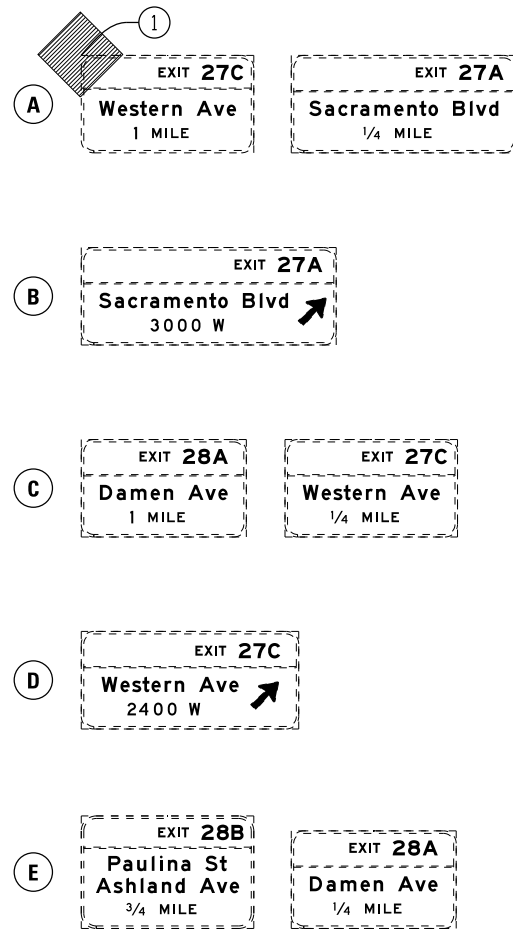 1
A
EXIT 27C
Western Ave
1 MILE
EXIT 27A
Sacramento Blvd
1/4 MILE
B
EXIT 27A
Sacramento Blvd
3000 W
C
EXIT 28A
Damen Ave
1 MILE
EXIT 27C
Western Ave
1/4 MILE
D
EXIT 27C
Western Ave
2400 W
E
EXIT 28B
Paulina St
Ashland Ave
3/4 MILE
EXIT 28A
Damen Ave
1/4 MILE